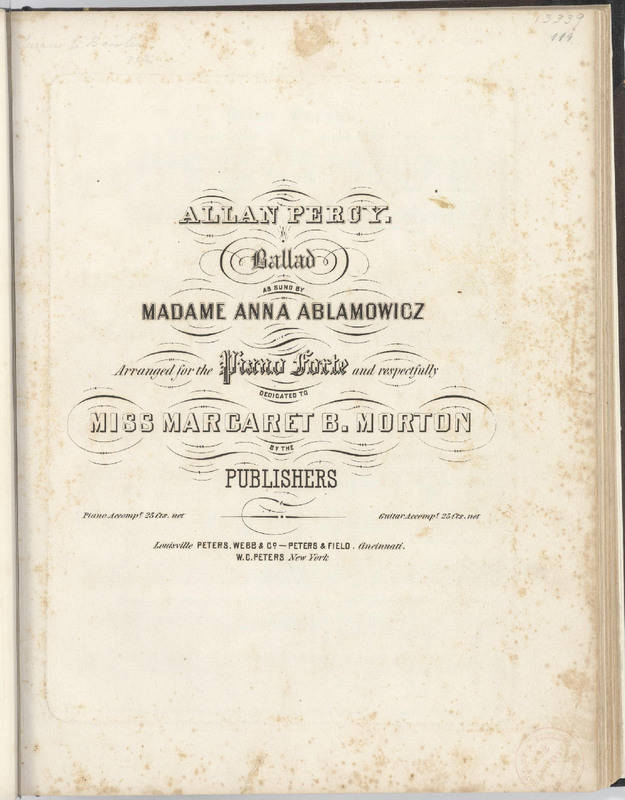 13339
114
ALLAN PERCY.
Ballad
AS SUNG BY
MADAME ANNA ABLAMOWICZ
Arranged for the Piano Forte and respectfully
DEDICATED TO
MISS MARGARET B. MORTON
BY THE
PUBLISHERS
Piano Accompt. 25 Cts. net
Guitar Accompt. 25 Cts. net
Louisville PETERS, WEBB & Co — PETERS & FIELD. Cincinnati.
W.C. PETERS New York